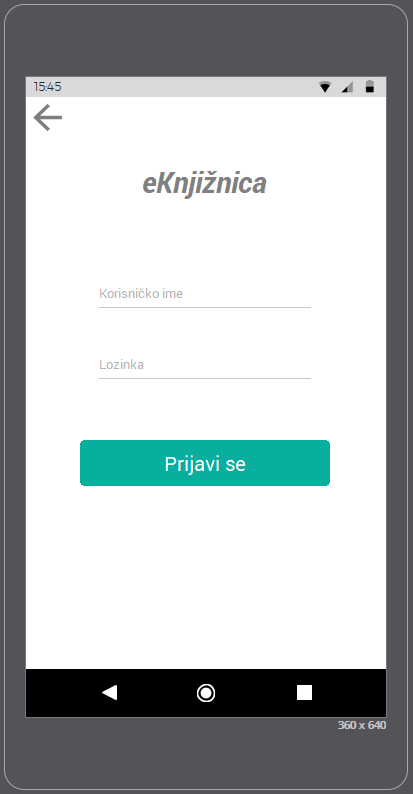 15:45
eKnjižnica
Korisničko ime
Lozinka
Prijavi se
360 x 640